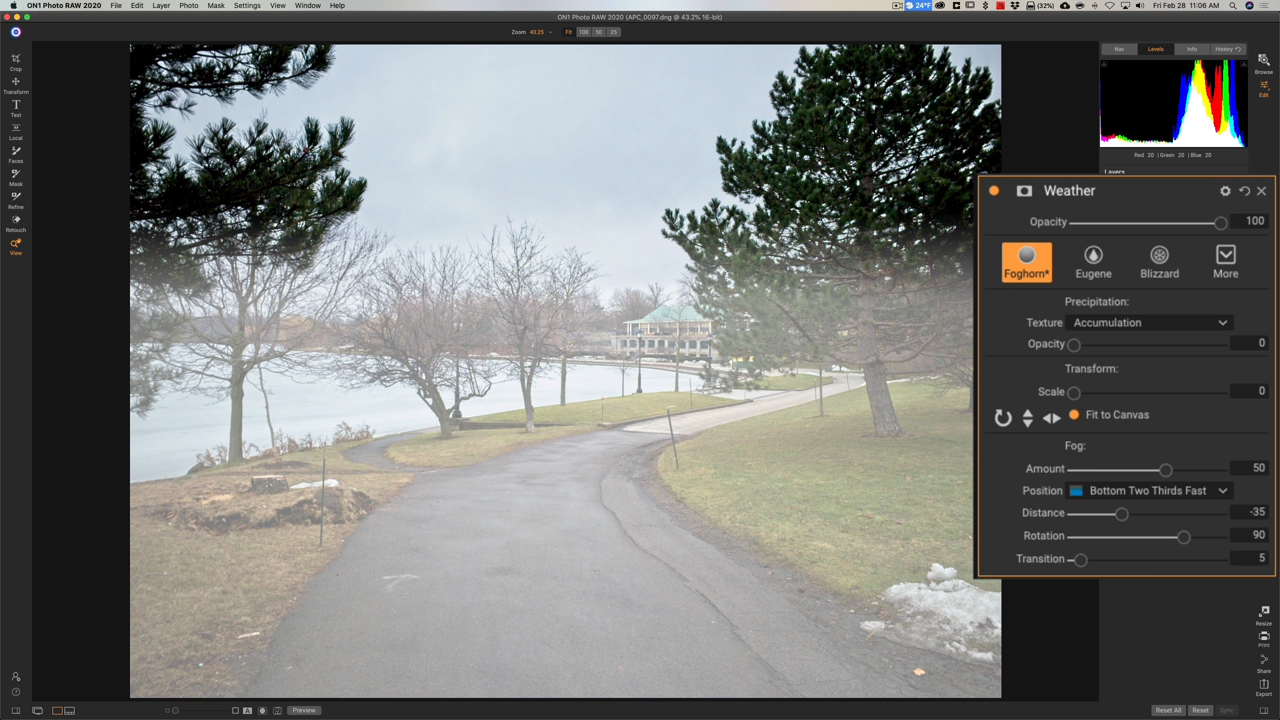 ON1 Photo RAW 2020 File Edit Layer Photo Mask Settings View Window Help 24°F (32%) Fri Feb 28 11:06 AM
ON1 Photo RAW 2020 (APC_0097.dng @ 43.2% 16-bit)
Zoom 43.25 Fit 100 50 25
Nav Levels Info History
Crop
Transform
Text
Local
Faces
Mask
Refine
Retouch
View
Browse
Edit
Red 20 | Green 20 | Blue 20
Layers
Weather
Opacity 100
Foghorn* Eugene Blizzard More
Precipitation:
Texture Accumulation
Opacity 0
Transform:
Scale 0
Fit to Canvas
Fog:
Amount 50
Position Bottom Two Thirds Fast
Distance -35
Rotation 90
Transition 5
Resize
Print
Share
Export
A Preview Reset All Reset Sync